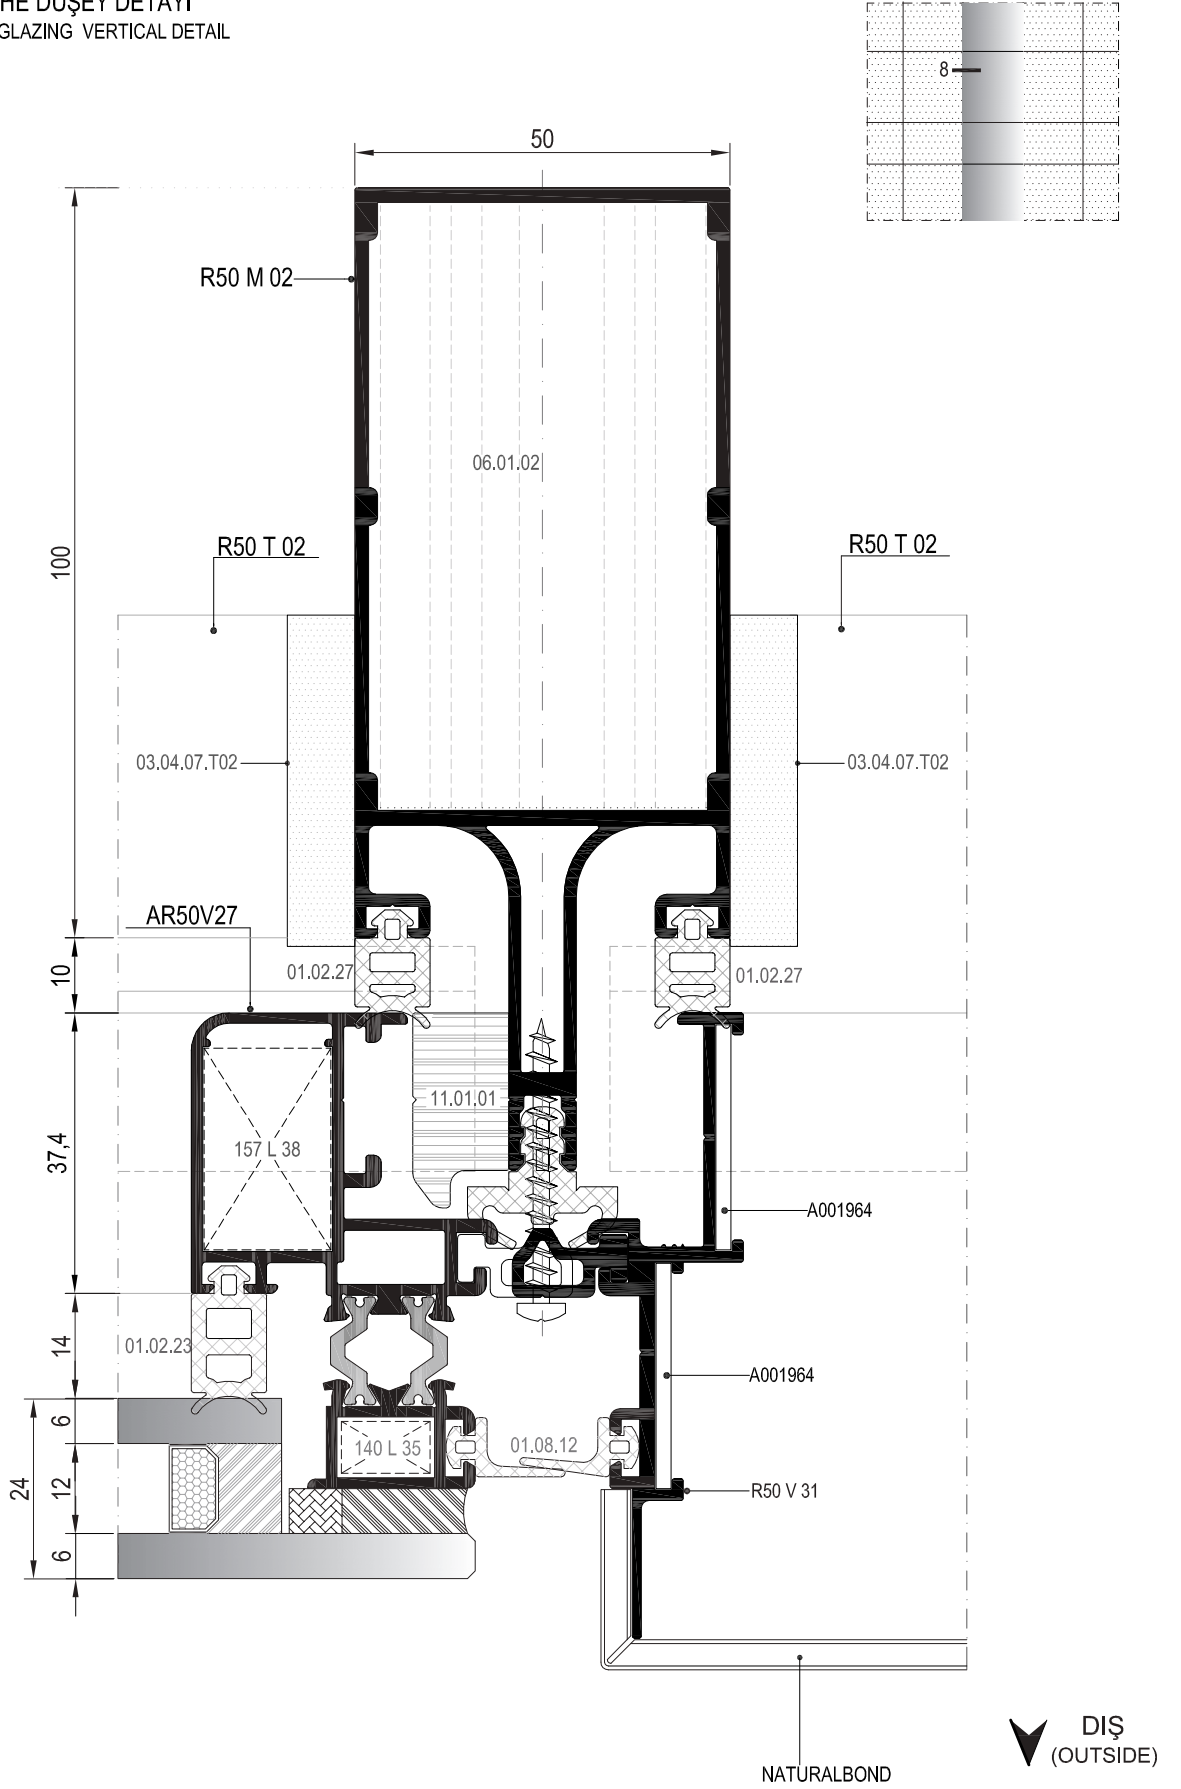 HE DÜŞEY DETAYI
GLAZING VERTICAL DETAIL
8
50
R50 M 02
06.01.02
100
R50 T 02
R50 T 02
03.04.07.T02
03.04.07.T02
AR50V27
10
01.02.27
01.02.27
11.01.01
37,4
157 L 38
A001964
14
01.02.23
A001964
6
140 L 35
01.08.12
24
12
R50 V 31
6
DIŞ
(OUTSIDE)
NATURALBOND